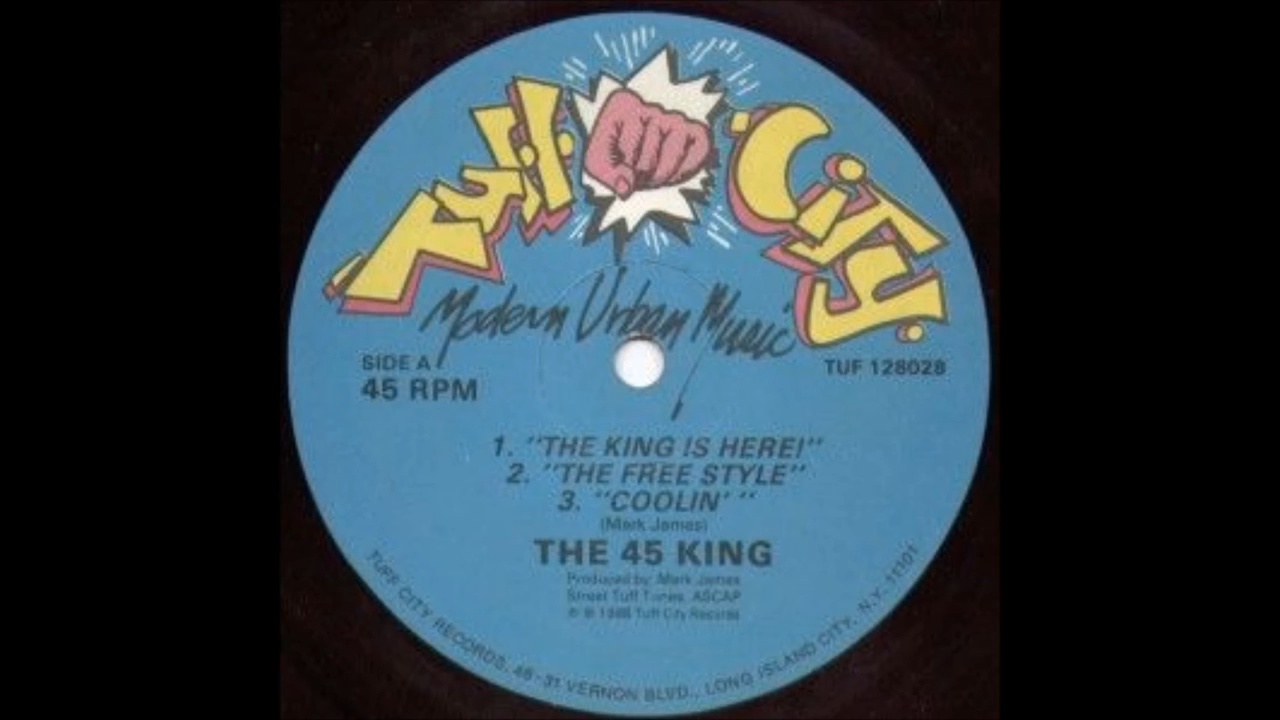 Tuff City
Modern Urban Music
SIDE A
45 RPM
TUF 128028
1. "THE KING IS HERE!"
2. "THE FREE STYLE"
3. "COOLIN' "
(Mark James)
THE 45 KING
Produced by: Mark James
Street Tuff Tunes, ASCAP
Tuff City Records
TUFF CITY RECORDS, 46-31 VERNON BLVD., LONG ISLAND CITY, N.Y. 11101